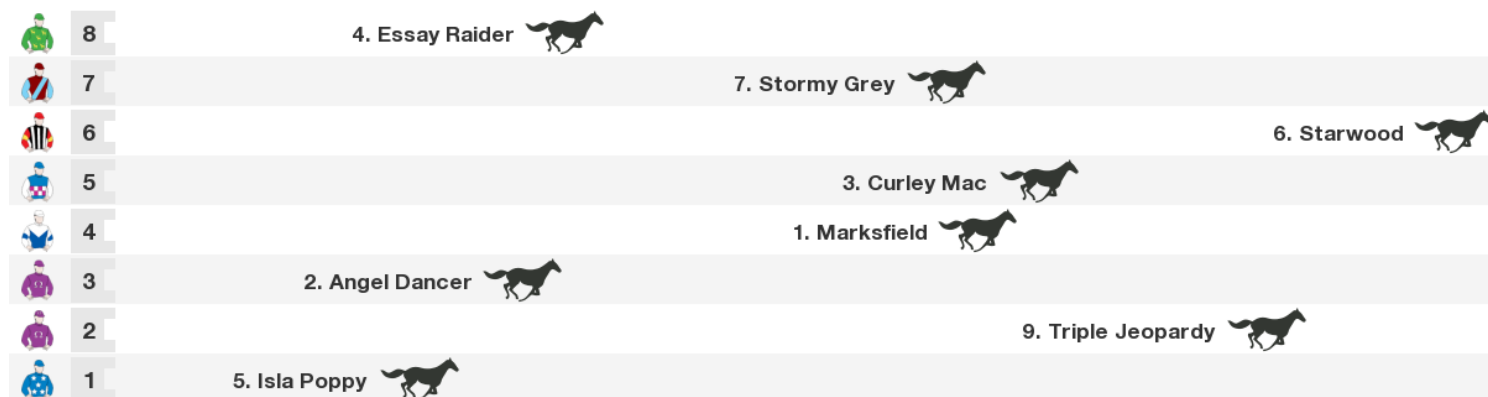 8 4. Essay Raider
7 7. Stormy Grey
6 6. Starwood
5 3. Curley Mac
4 1. Marksfield
3 2. Angel Dancer
2 9. Triple Jeopardy
1 5. Isla Poppy